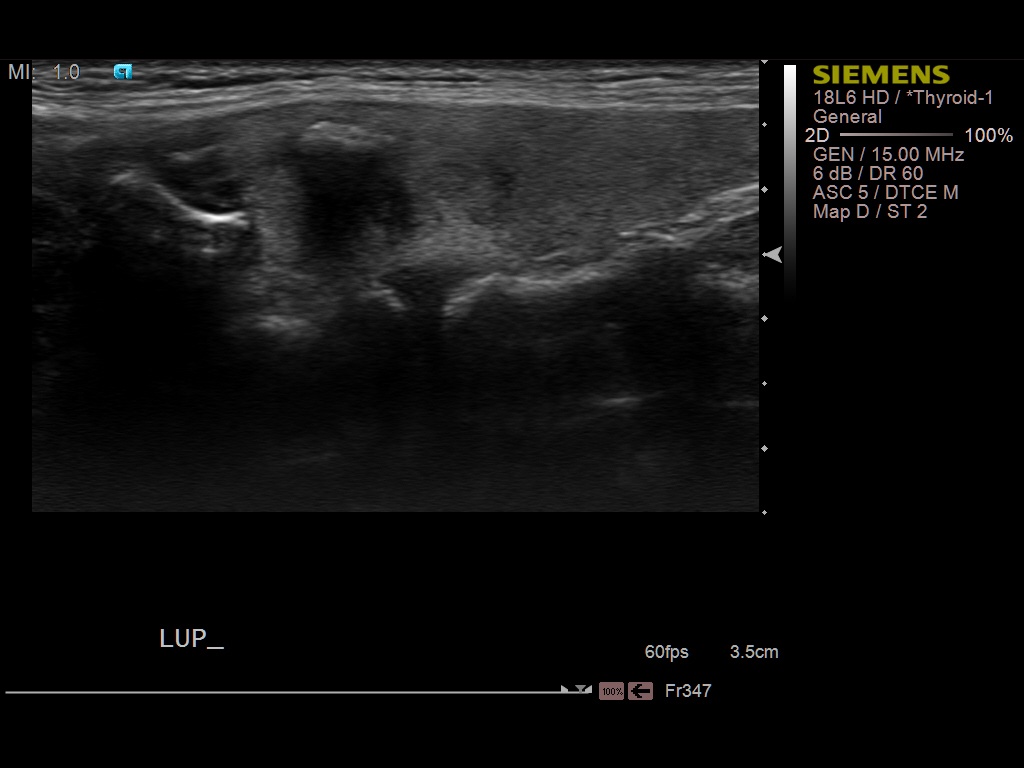 MI: 1.0
SIEMENS
18L6 HD / *Thyroid-1
General
2D 100%
GEN / 15.00 MHz
6 dB / DR 60
ASC 5 / DTCE M
Map D / ST 2
LUP_
60fps 3.5cm
100% Fr347